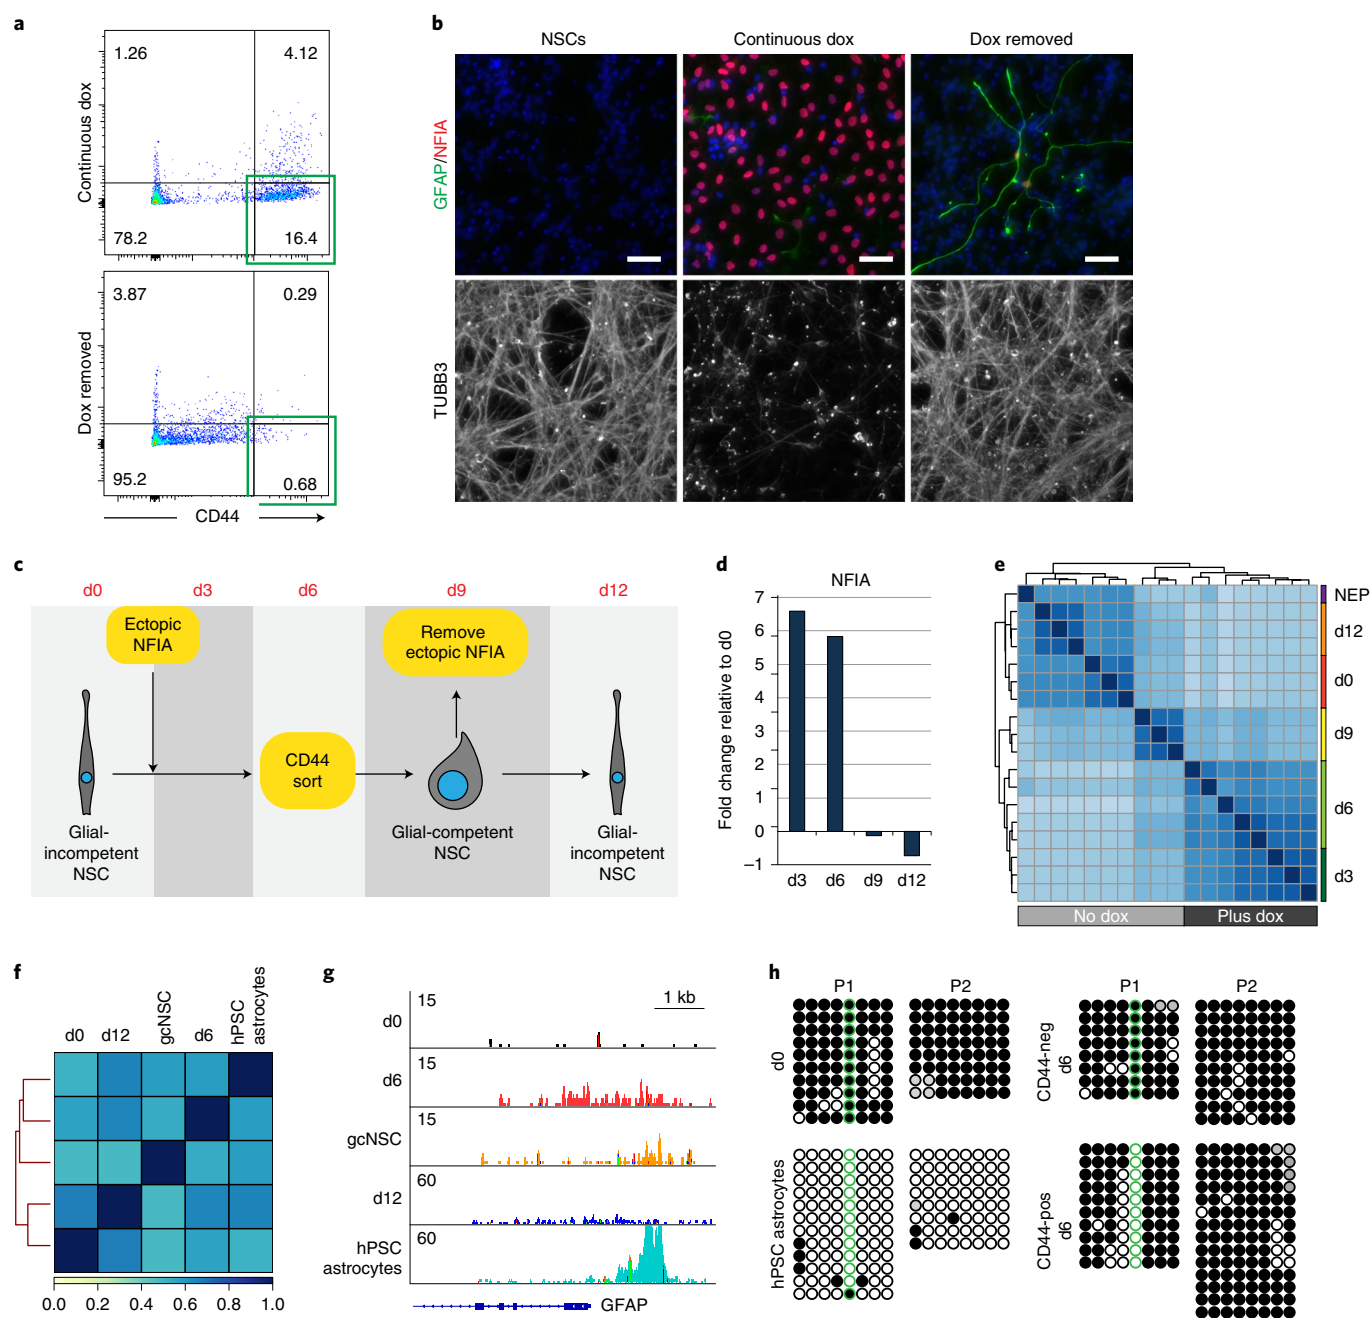 a
Continuous dox
1.26
4.12
78.2
16.4
Dox removed
3.87
0.29
95.2
0.68
CD44
b
NSCs
Continuous dox
Dox removed
GFAP/NFIA
TUBB3
c
d0
d3
d6
d9
d12
Ectopic
NFIA
Remove
ectopic NFIA
CD44
sort
Glial-
incompetent
NSC
Glial-competent
NSC
Glial-
incompetent
NSC
d
NFIA
Fold change relative to d0
7
6
5
4
3
2
1
0
–1
d3
d6
d9
d12
e
NEP
d12
d0
d9
d6
d3
No dox
Plus dox
f
d0
d12
gcNSC
d6
hPSC
astrocytes
0.0
0.2
0.4
0.6
0.8
1.0
g
15
1 kb
d0
15
d6
15
gcNSC
60
d12
60
hPSC
astrocytes
GFAP
h
P1
P2
d0
hPSC astrocytes
P1
P2
CD44-neg
d6
CD44-pos
d6